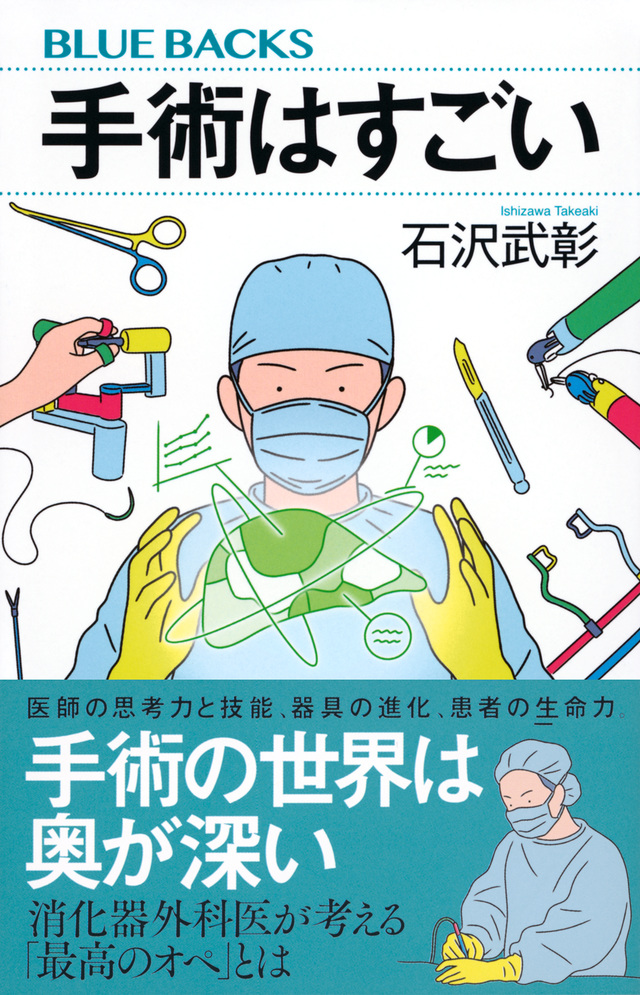 BLUE BACKS
手術はすごい
Ishizawa Takeaki
石沢武彰
医師の思考力と技能、器具の進化、患者の生命力。
手術の世界は
奥が深い
消化器外科医が考える
「最高のオペ」とは